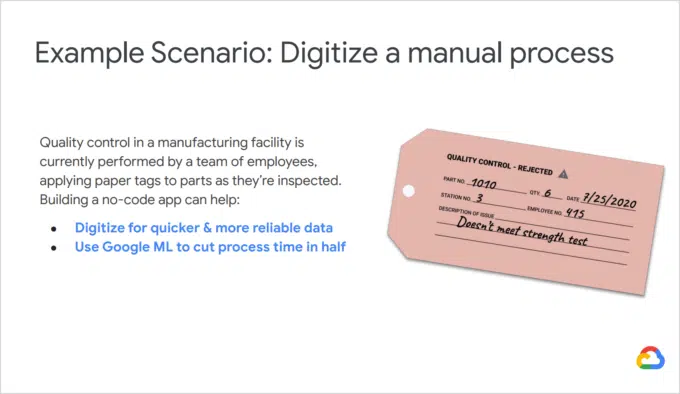 Example Scenario: Digitize a manual process
Quality control in a manufacturing facility is
currently performed by a team of employees,
applying paper tags to parts as they're inspected.
Building a no-code app can help:
● Digitize for quicker & more reliable data
● Use Google ML to cut process time in half
QUALITY CONTROL - REJECTED
PART NO. 1010 QTY 6 DATE 7/25/2020
STATION NO. 3 EMPLOYEE NO. 415
DESCRIPTION OF ISSUE
Doesn't meet strength test